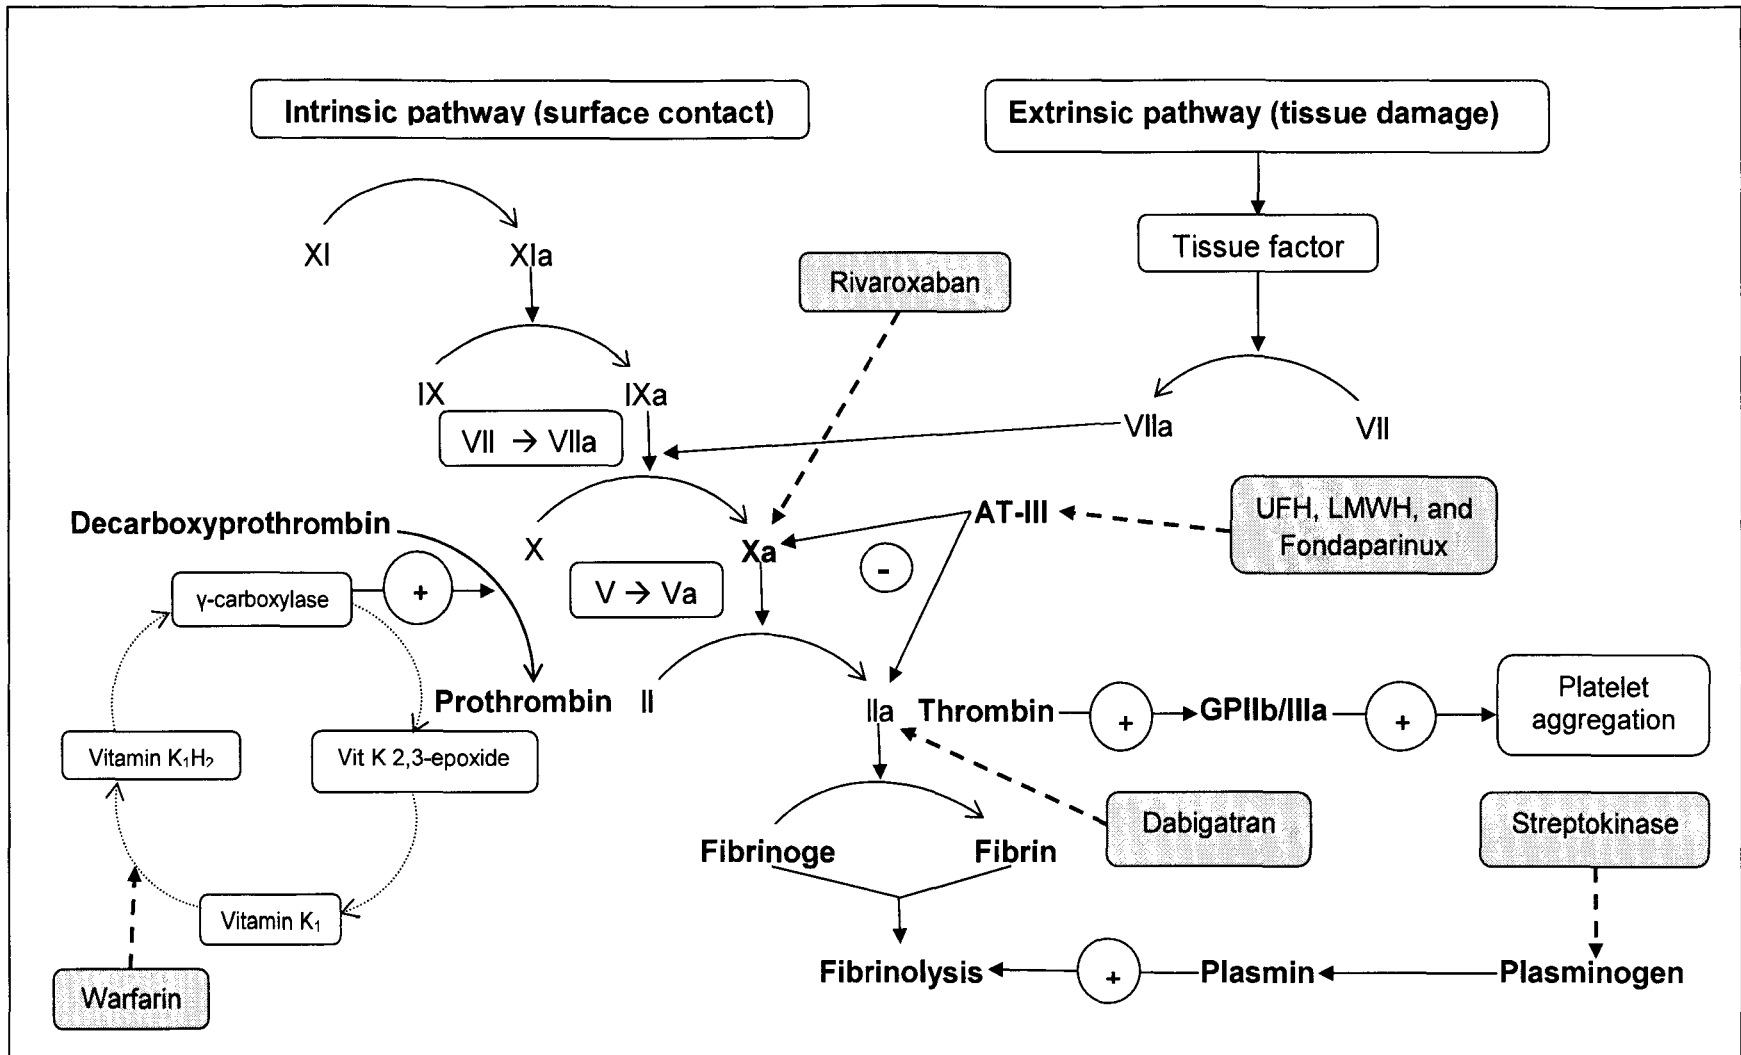 Intrinsic pathway (surface contact)
Extrinsic pathway (tissue damage)
Tissue factor
XI
XIa
Rivaroxaban
IX
IXa
VII → VIIa
VIIa
VII
Decarboxyprothrombin
X
Xa
AT-III
UFH, LMWH, and
Fondaparinux
-
γ-carboxylase
+
V → Va
Prothrombin
II
IIa
Thrombin
+
GPIIb/IIIa
+
Platelet
aggregation
Vitamin K₁H₂
Vit K 2,3-epoxide
Dabigatran
Streptokinase
Fibrinoge
Fibrin
Vitamin K₁
Warfarin
Fibrinolysis
+
Plasmin
Plasminogen